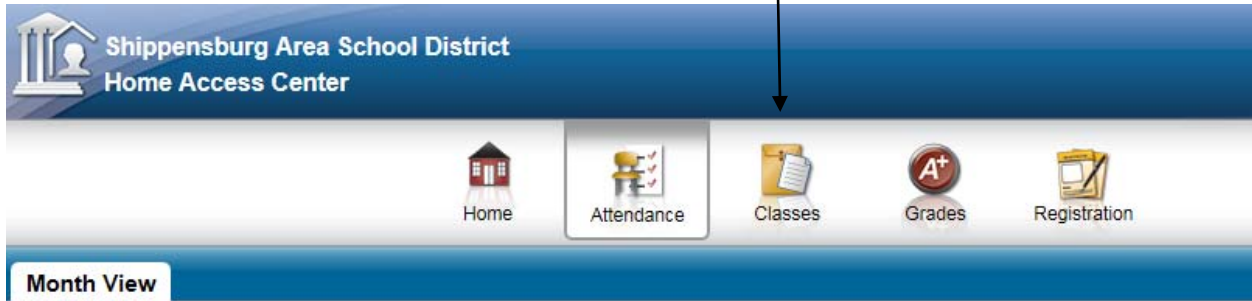 Shippensburg Area School District
Home Access Center
A+
Home Attendance Classes Grades Registration
Month View